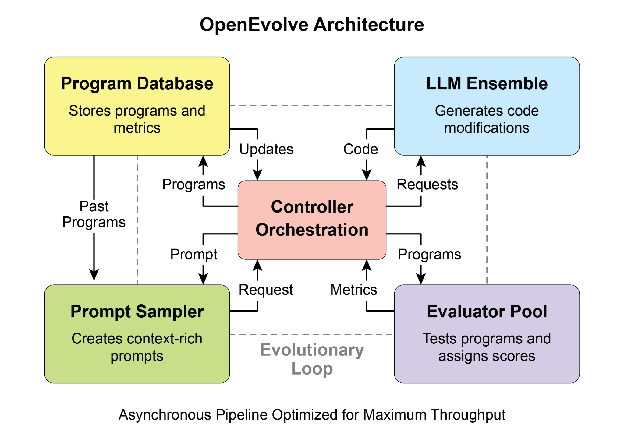 OpenEvolve Architecture
Program Database
Stores programs and
metrics
LLM Ensemble
Generates code
modifications
Updates
Code
Programs
Requests
Past
Programs
Controller
Orchestration
Prompt
Programs
Request
Metrics
Prompt Sampler
Creates context-rich
prompts
Evaluator Pool
Tests programs and
assigns scores
Evolutionary
Loop
Asynchronous Pipeline Optimized for Maximum Throughput